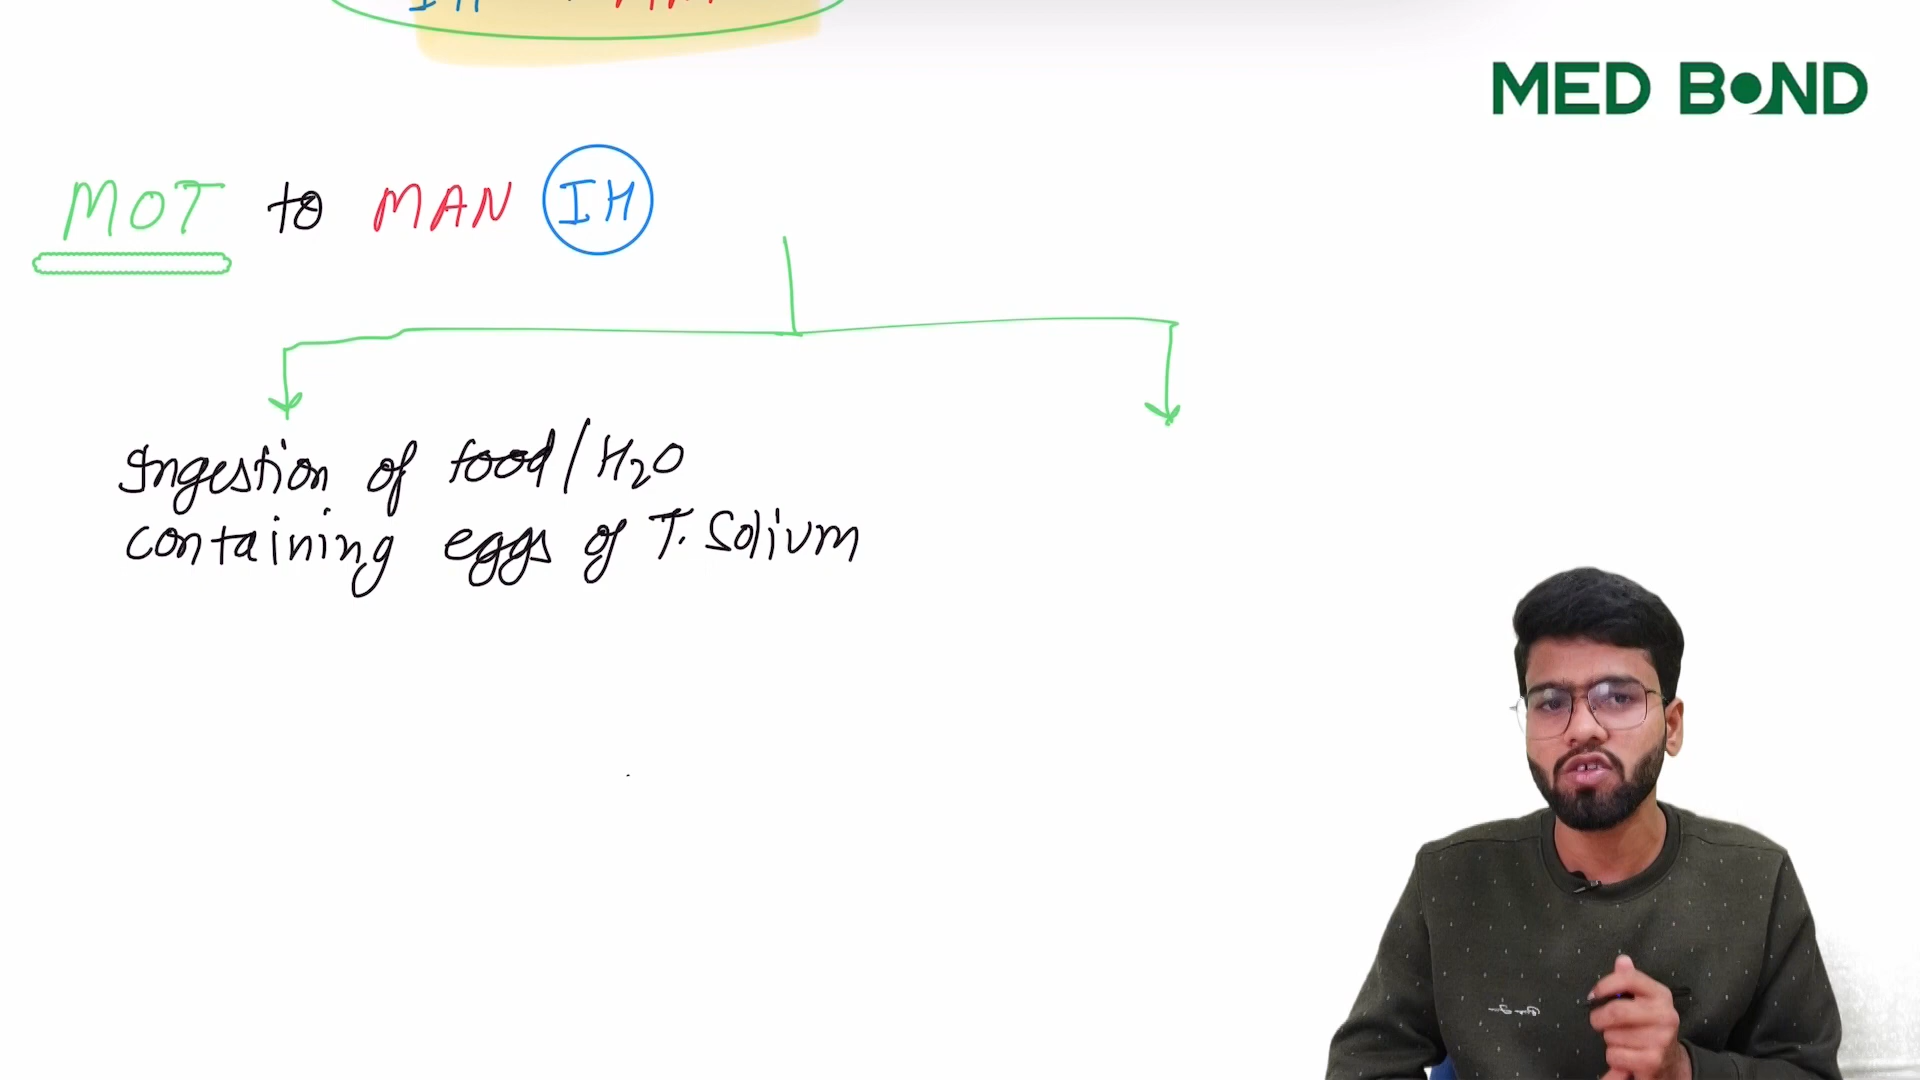 MED BOND
MOT to MAN IH
Ingestion of food/H2O
containing eggs of T. Solium